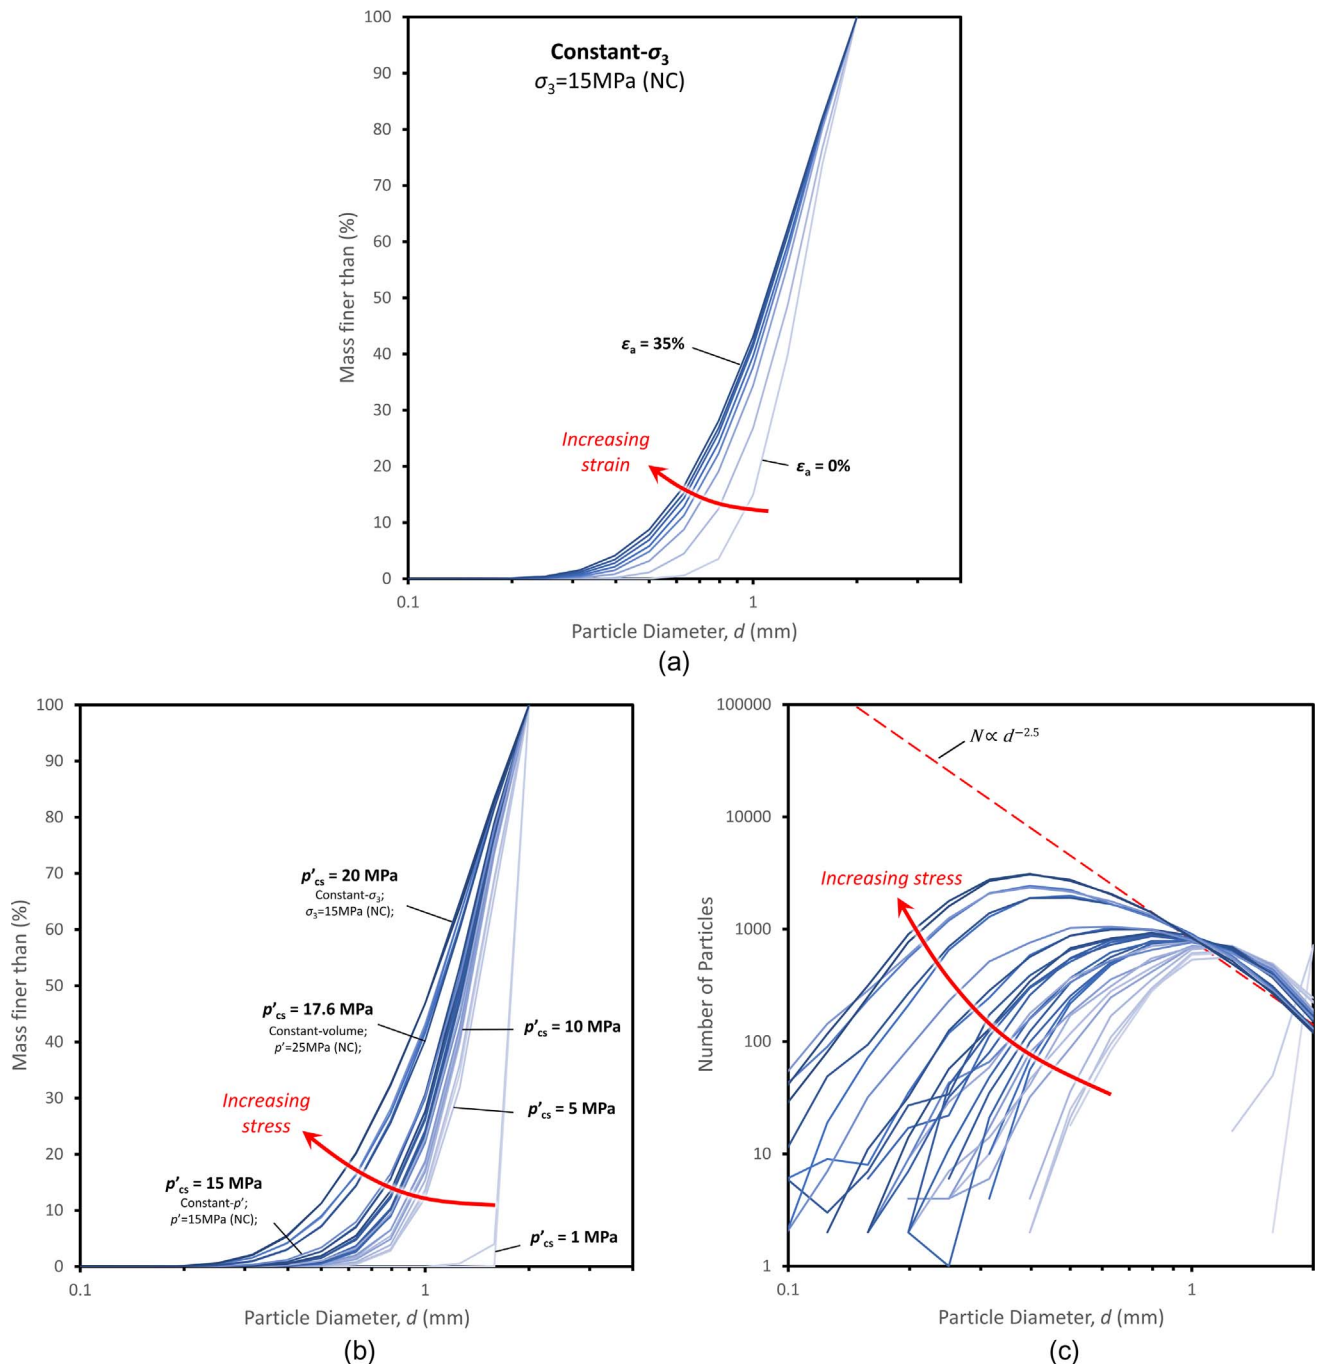 100
90
80
70
60
50
40
30
20
10
0
Mass finer than (%)
Constant-σ3
σ3=15MPa (NC)
εa = 35%
Increasing
strain
εa = 0%
0.1
1
Particle Diameter, d (mm)
(a)
100
90
80
70
60
50
40
30
20
10
0
Mass finer than (%)
p'cs = 20 MPa
Constant-σ3;
σ3=15MPa (NC);
p'cs = 17.6 MPa
Constant-volume;
p'=25MPa (NC);
p'cs = 10 MPa
p'cs = 5 MPa
Increasing
stress
p'cs = 15 MPa
Constant-p';
p'=15MPa (NC);
p'cs = 1 MPa
0.1
1
Particle Diameter, d (mm)
(b)
100000
10000
1000
100
10
1
Number of Particles
N ∝ d−2.5
Increasing stress
0.1
1
Particle Diameter, d (mm)
(c)